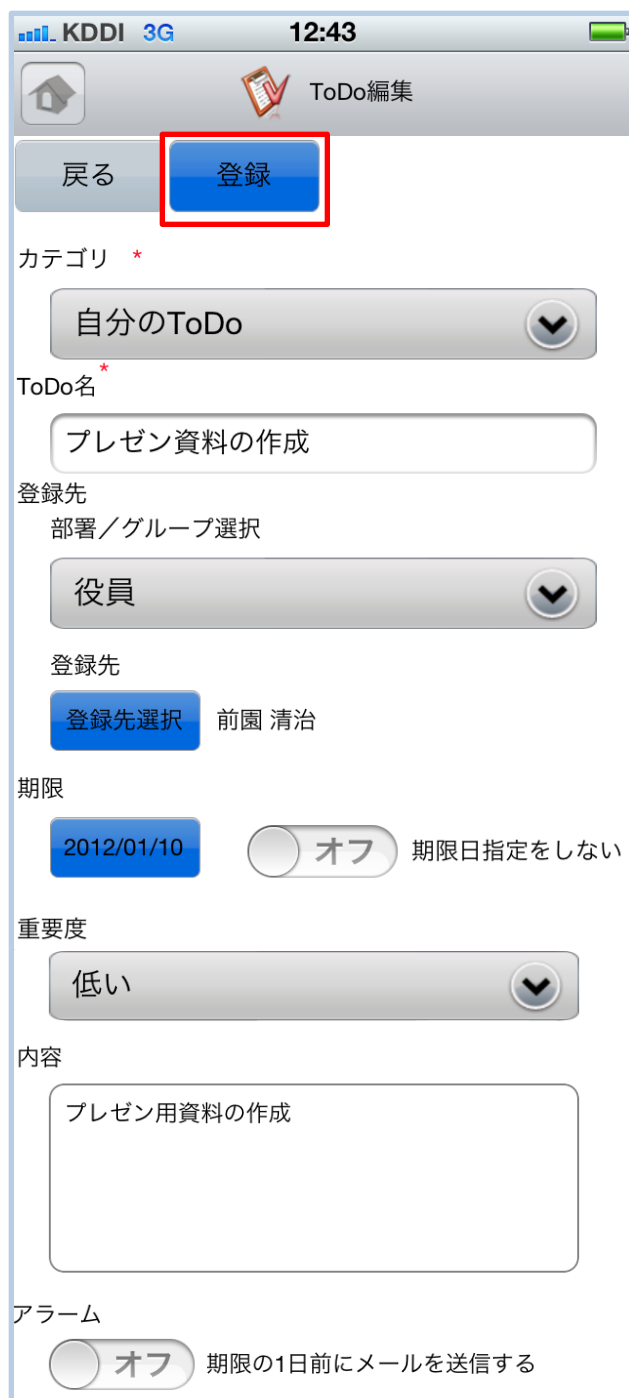 KDDI 3G 12:43
ToDo編集
戻る 登録
カテゴリ *
自分のToDo
ToDo名*
プレゼン資料の作成
登録先
部署／グループ選択
役員
登録先
登録先選択 前園 清治
期限
2012/01/10 オフ 期限日指定をしない
重要度
低い
内容
プレゼン用資料の作成
アラーム
オフ 期限の1日前にメールを送信する